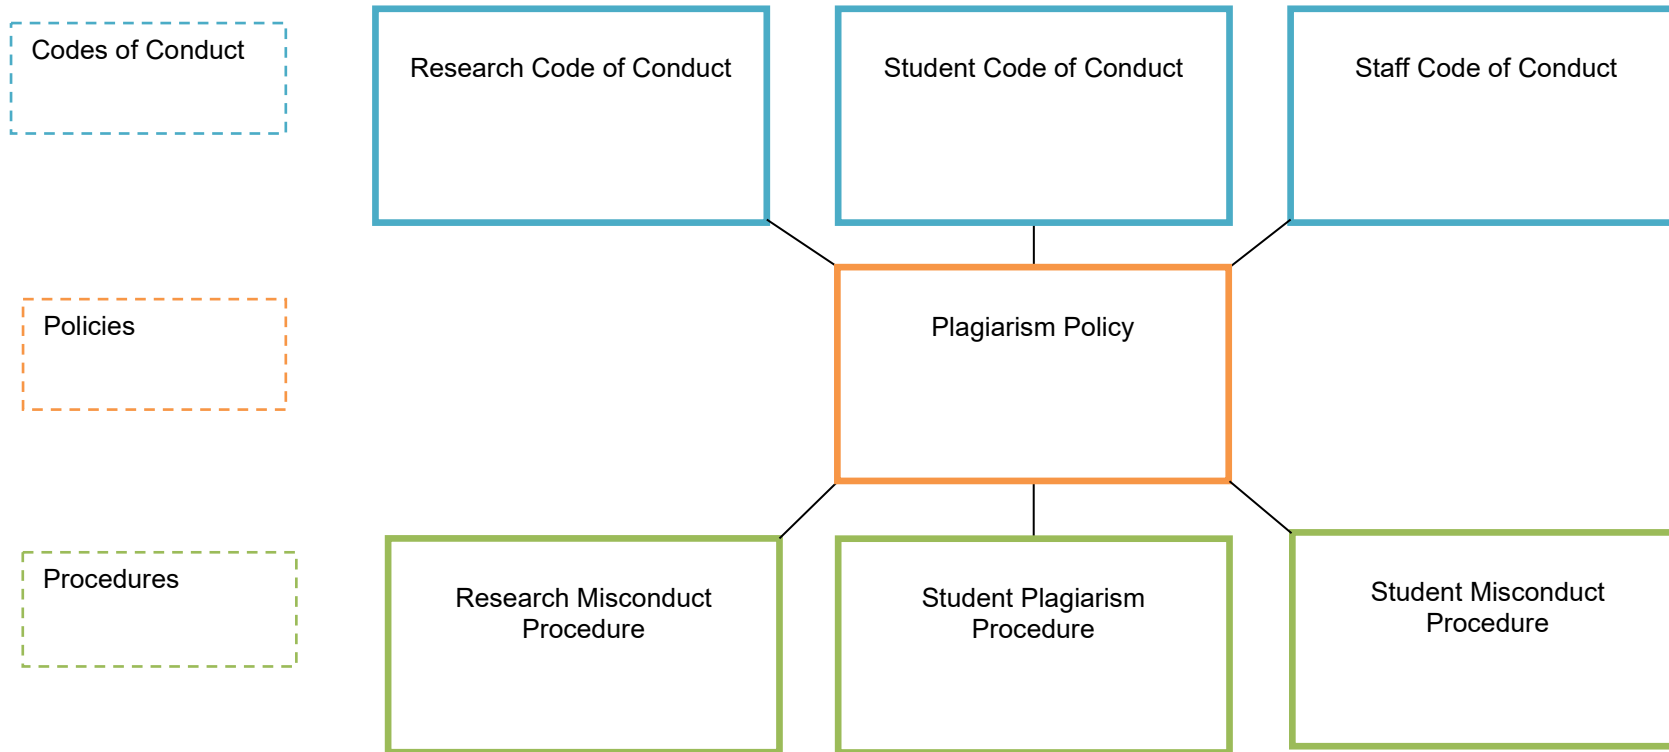 Codes of Conduct
Research Code of Conduct
Student Code of Conduct
Staff Code of Conduct
Policies
Plagiarism Policy
Procedures
Research Misconduct
Procedure
Student Plagiarism
Procedure
Student Misconduct
Procedure